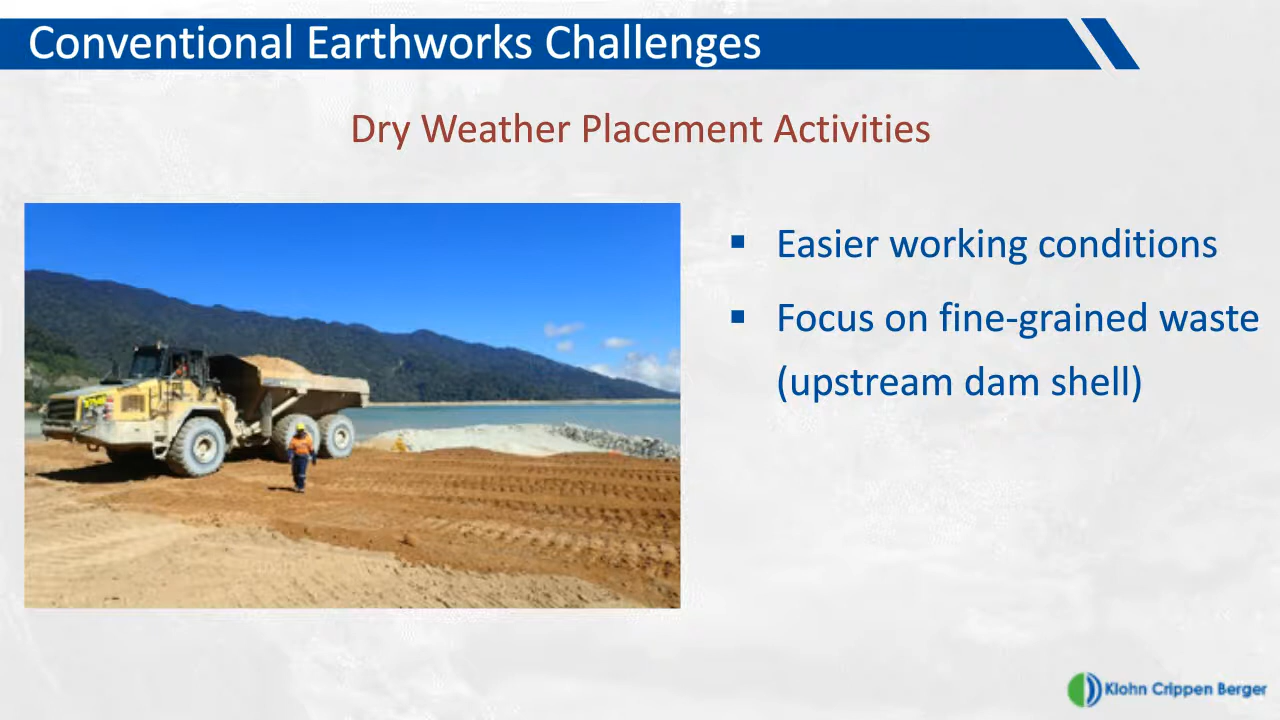 Conventional Earthworks Challenges
Dry Weather Placement Activities
▪ Easier working conditions
▪ Focus on fine-grained waste
(upstream dam shell)
Klohn Crippen Berger